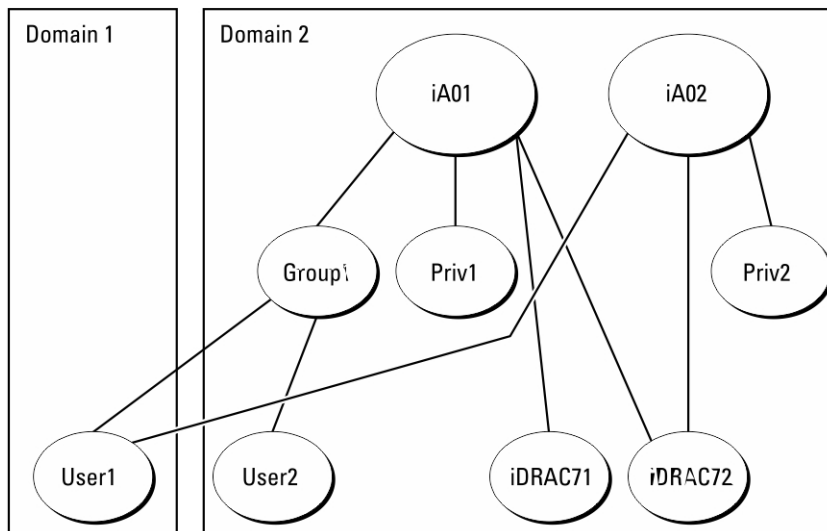 Domain 1
Domain 2
iA01
iA02
Group1
Priv1
Priv2
User1
User2
iDRAC71
iDRAC72